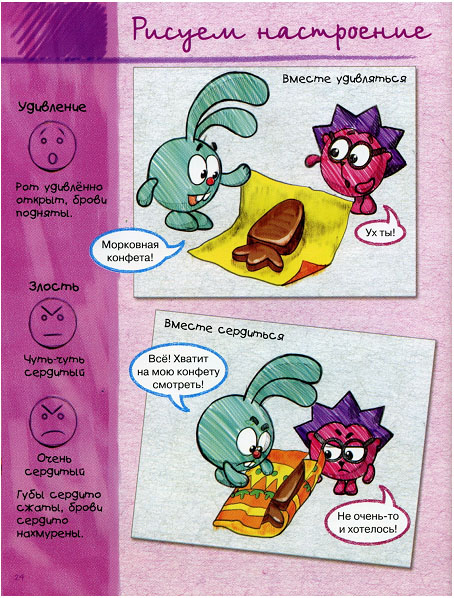 Рисуем настроение
Удивление
Рот удивлённо
открыт, брови
подняты.
Вместе удивляться
Морковная
конфета!
Ух ты!
Злость
Чуть-чуть
сердитый
Очень
сердитый
Губы сердито
сжаты, брови
сердито
нахмурены.
Вместе сердиться
Всё! Хватит
на мою конфету
смотреть!
Не очень-то
и хотелось!
24